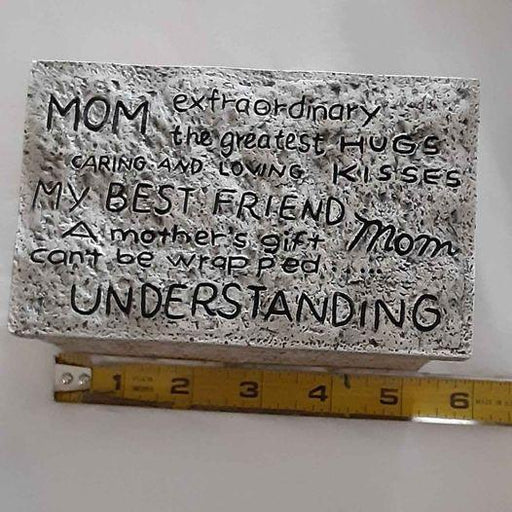 MOM extraordinary
the greatest HUGS
CARING AND LOVING KISSES
MY BEST FRIEND Mom
A mother's gift
can't be wrapped.....
UNDERSTANDING
1 2 3 4 5 6